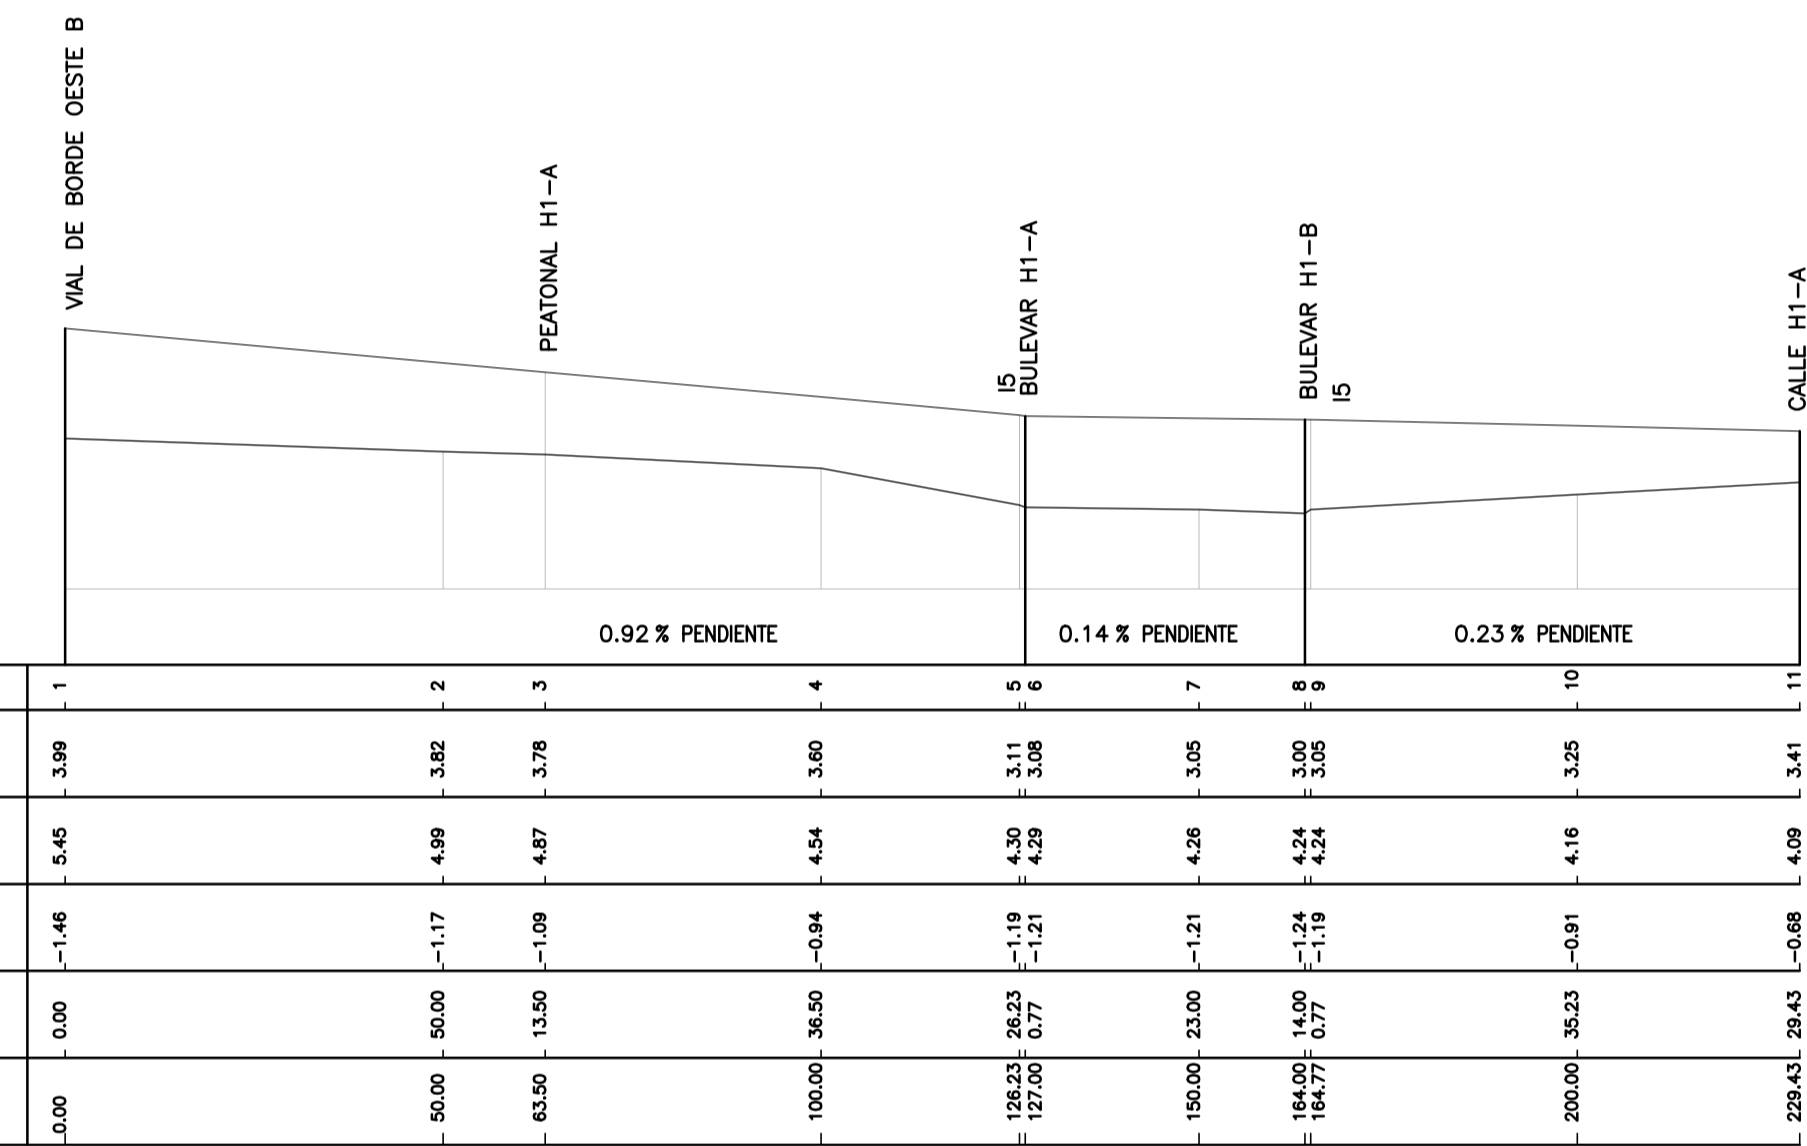 VIAL DE BORDE OESTE B
PEATONAL H1-A
I5
BULEVAR H1-A
BULEVAR H1-B
I5
CALLE H1-A
0.92 % PENDIENTE
0.14 % PENDIENTE
0.23 % PENDIENTE
1 2 3 4 5 6 7 8 9 10 11
3.99 3.82 3.78 3.60 3.11 3.08 3.05 3.00 3.05 3.25 3.41
5.45 4.99 4.87 4.54 4.30 4.29 4.26 4.24 4.24 4.16 4.09
-1.46 -1.17 -1.09 -0.94 -1.19 -1.21 -1.21 -1.24 -1.19 -0.91 -0.68
0.00 50.00 13.50 36.50 26.23 0.77 23.00 14.00 0.77 35.23 29.43
0.00 50.00 63.50 100.00 126.23 127.00 150.00 164.00 164.77 200.00 229.43